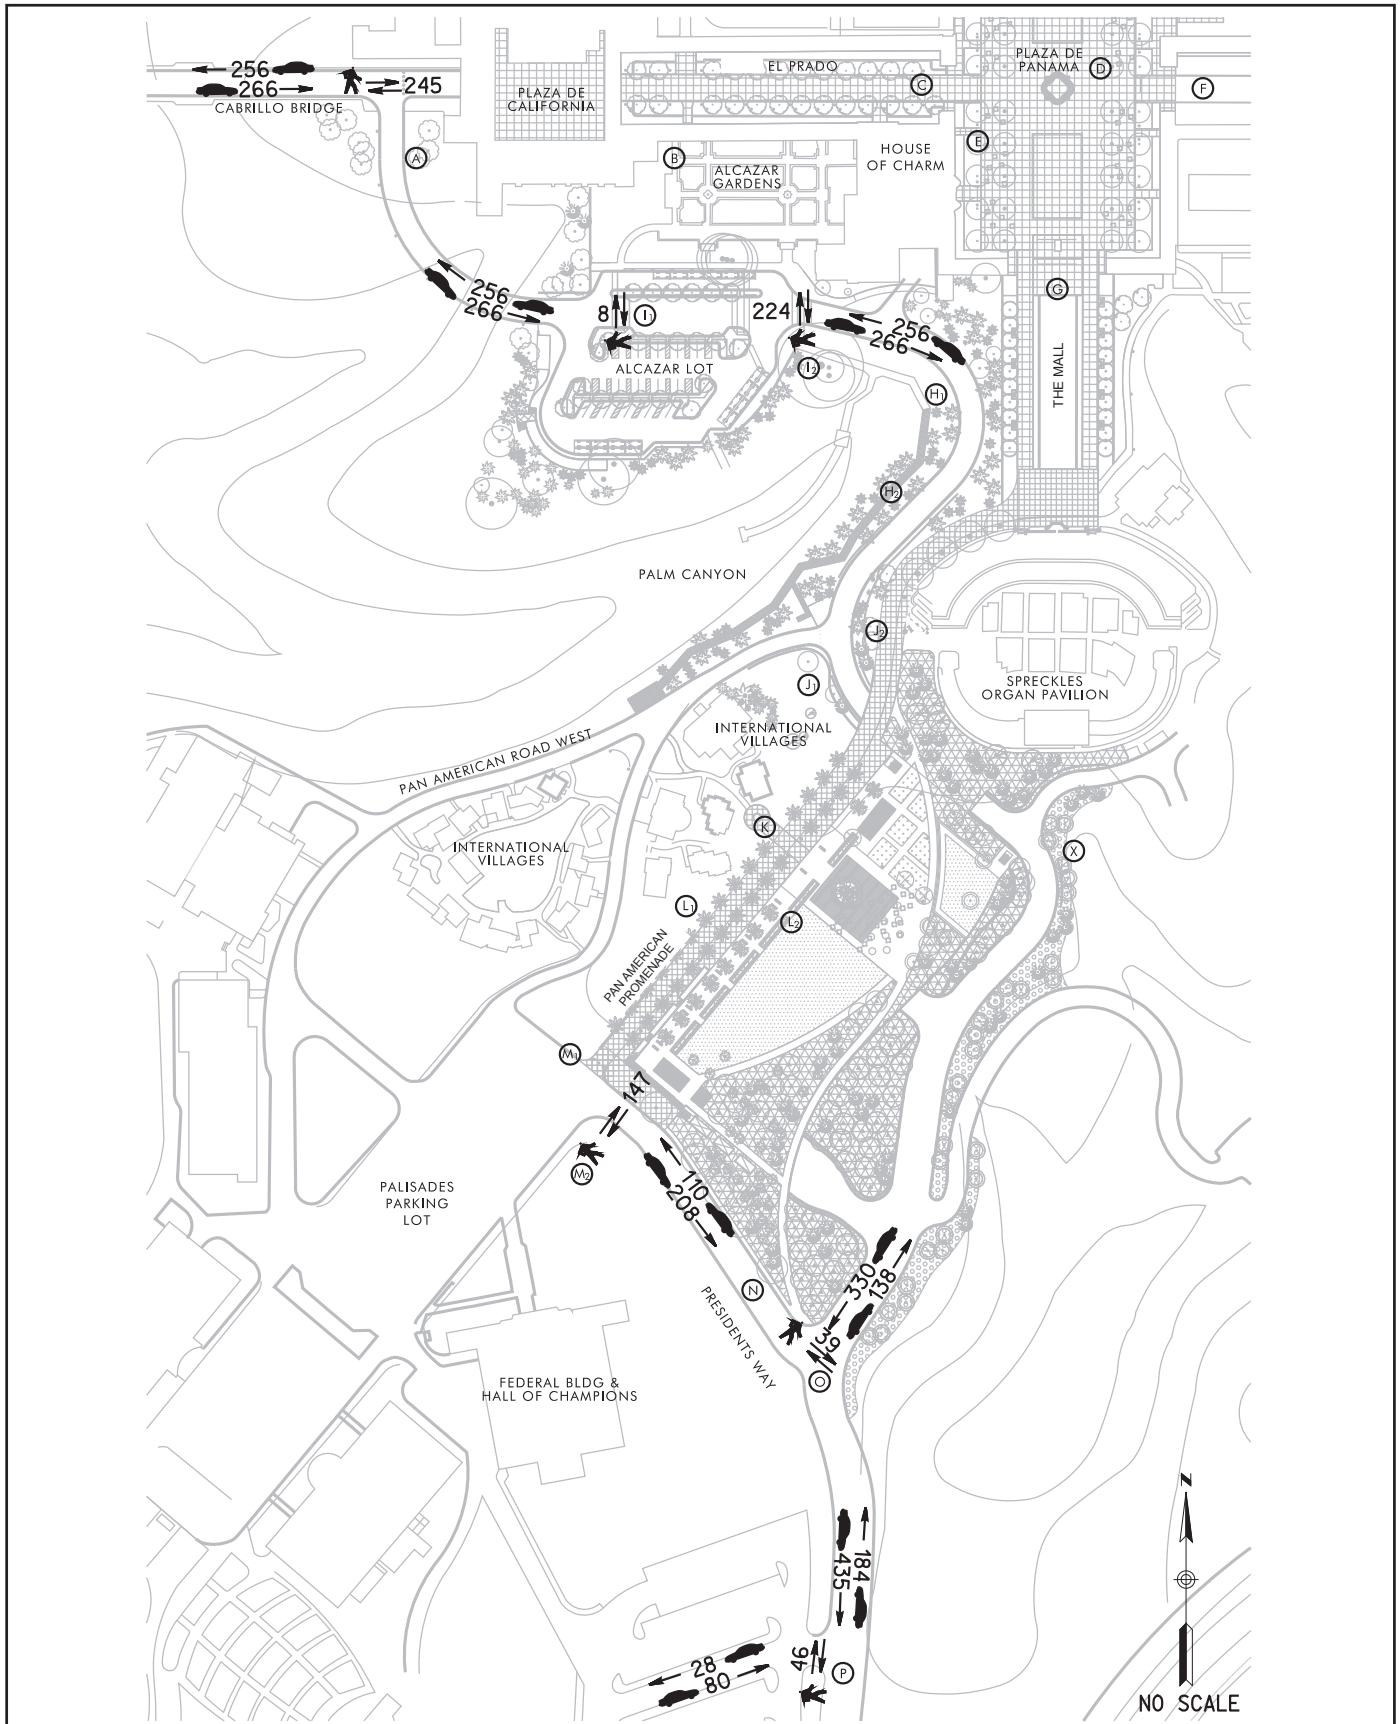 256
266
CABRILLO BRIDGE
245
PLAZA DE
CALIFORNIA
EL PRADO
C
PLAZA DE
PANAMA
D
F
A
B
ALCAZAR
GARDENS
HOUSE
OF CHARM
E
G
256
266
8
I1
ALCAZAR LOT
224
I2
256
266
H1
THE MALL
H2
PALM CANYON
J2
J1
SPRECKLES
ORGAN PAVILION
INTERNATIONAL
VILLAGES
PAN AMERICAN ROAD WEST
K
INTERNATIONAL
VILLAGES
X
L1
L2
PAN AMERICAN
PROMENADE
M1
147
M2
PALISADES
PARKING
LOT
110
208
N
PRESIDENTS WAY
330
138
39
O
FEDERAL BLDG &
HALL OF CHAMPIONS
184
435
46
P
28
80
N
NO SCALE